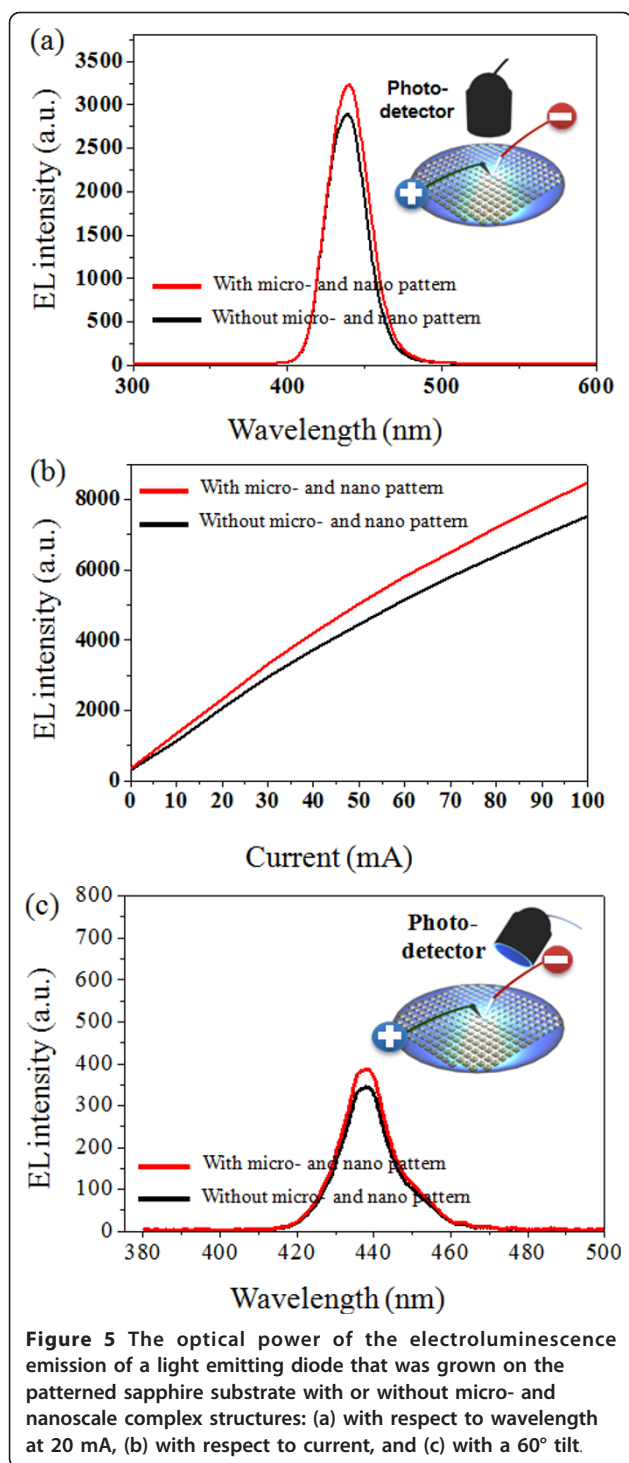 (a)
3500
3000
2500
2000
1500
1000
500
0
EL intensity (a.u.)
Photo-
detector
With micro- and nano pattern
Without micro- and nano pattern
300 400 500 600
Wavelength (nm)
(b)
8000
6000
4000
2000
0
EL intensity (a.u.)
With micro- and nano pattern
Without micro- and nano pattern
0 10 20 30 40 50 60 70 80 90 100
Current (mA)
(c)
800
700
600
500
400
300
200
100
0
EL intensity (a.u.)
Photo-
detector
With micro- and nano pattern
Without micro- and nano pattern
380 400 420 440 460 480 500
Wavelength (nm)
Figure 5 The optical power of the electroluminescence
emission of a light emitting diode that was grown on the
patterned sapphire substrate with or without micro- and
nanoscale complex structures: (a) with respect to wavelength
at 20 mA, (b) with respect to current, and (c) with a 60° tilt.